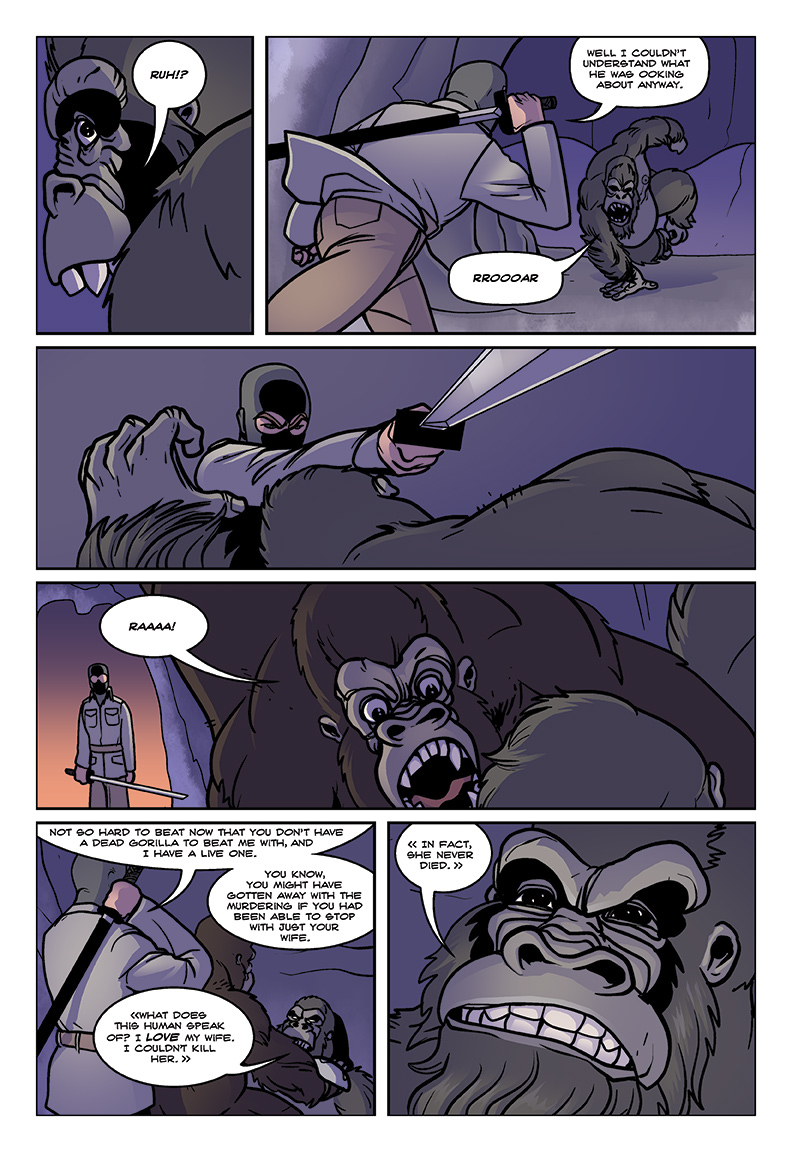 RUH!?
WELL I COULDN'T
UNDERSTAND WHAT
HE WAS OOKING
ABOUT ANYWAY.
RROOOAR
RAAAA!
NOT SO HARD TO BEAT NOW THAT YOU DON'T HAVE
A DEAD GORILLA TO BEAT ME WITH, AND
I HAVE A LIVE ONE.
YOU KNOW,
YOU MIGHT HAVE
GOTTEN AWAY WITH THE
MURDERING IF YOU HAD
BEEN ABLE TO STOP
WITH JUST YOUR
WIFE.
«WHAT DOES
THIS HUMAN SPEAK
OF? I LOVE MY WIFE.
I COULDN'T KILL
HER. »
« IN FACT,
SHE NEVER
DIED. »